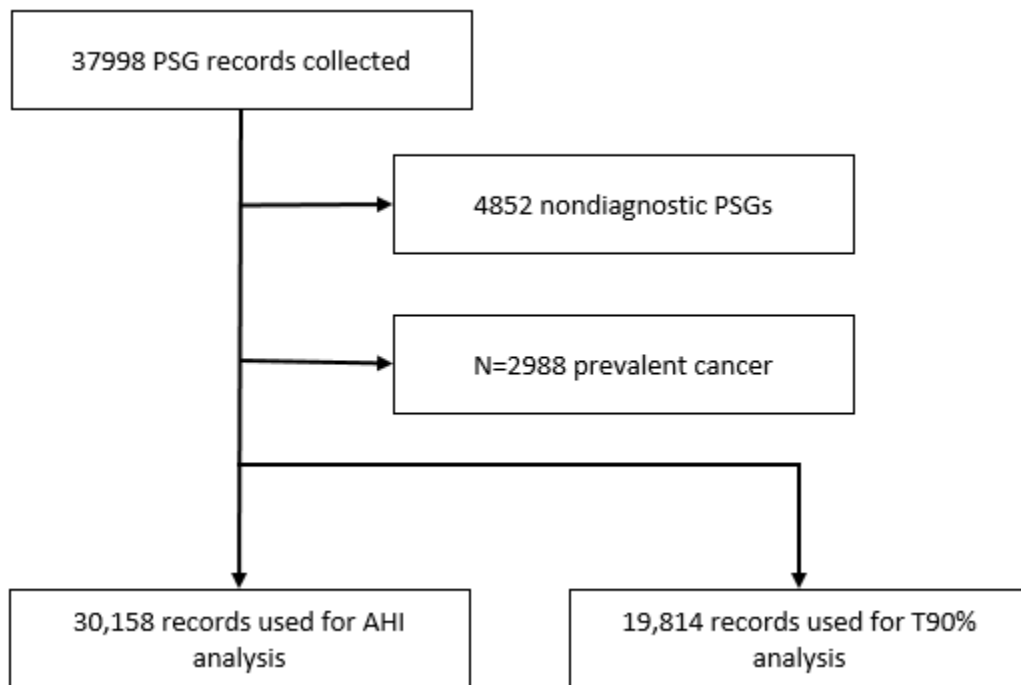 37998 PSG records collected
4852 nondiagnostic PSGs
N=2988 prevalent cancer
30,158 records used for AHI
analysis
19,814 records used for T90%
analysis